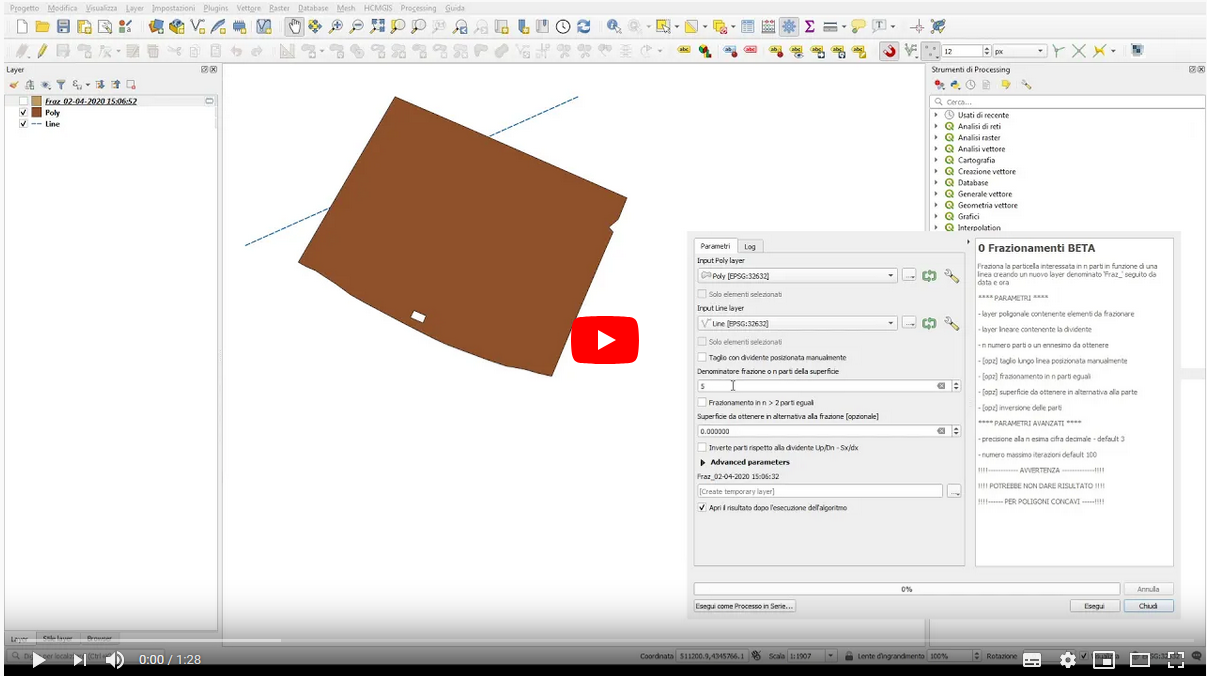 Progetto Modifica Visualizza Layer Impostazioni Plugins Vettore Raster Database Mesh HCMGIS Processing Guida
12 px
Layer
Fraz_02-04-2020 15:06:52
Poly
Line
Strumenti di Processing
Cerca...
Usati di recente
Analisi di reti
Analisi raster
Analisi vettore
Cartografia
Creazione vettore
Database
Generale vettore
Geometria vettore
Grafici
Interpolation
Parametri Log
Input Poly layer
Poly [EPSG:32632]
Solo elementi selezionati
Input Line layer
Line [EPSG:32632]
Solo elementi selezionati
Taglio con dividente posizionata manualmente
Denominatore frazione o n parti della superficie
5
Frazionamento in n > 2 parti eguali
Superficie da ottenere in alternativa alla frazione [opzionale]
0.000000
Inverte parti rispetto alla dividente Up/Dn - Sx/dx
Advanced parameters
Fraz_02-04-2020 15:06:32
[Create temporary layer]
Apri il risultato dopo l'esecuzione dell'algoritmo
0 Frazionamenti BETA
Fraziona la particella interessata in n parti in funzione di una
linea creando un nuovo layer denominato 'Fraz_' seguito da
data e ora
**** PARAMETRI ****
- layer poligonale contenente elementi da frazionare
- layer lineare contenente la dividente
- n numero parti o un ennesimo da ottenere
- [opz] taglio lungo linea posizionata manualmente
- [opz] frazionamento in n parti eguali
- [opz] superficie da ottenere in alternativa alla parte
- [opz] inversione delle parti
**** PARAMETRI AVANZATI ****
- precisione alla n esima cifra decimale - default 3
- numero massimo iterazioni default 100
!!!!------------- AVVERTENZA --------------!!!!
!!!! POTREBBE NON DARE RISULTATO !!!!
!!!!------ PER POLIGONI CONCAVI -----!!!!
0%
Annulla
Esegui come Processo in Serie...
Esegui
Chiudi
Layer Stile layer Browser
0:00 / 1:28
Coordinata 511200.9,4345766.1 Scala 1:1907 Lente d'ingrandimento 100% Rotazione